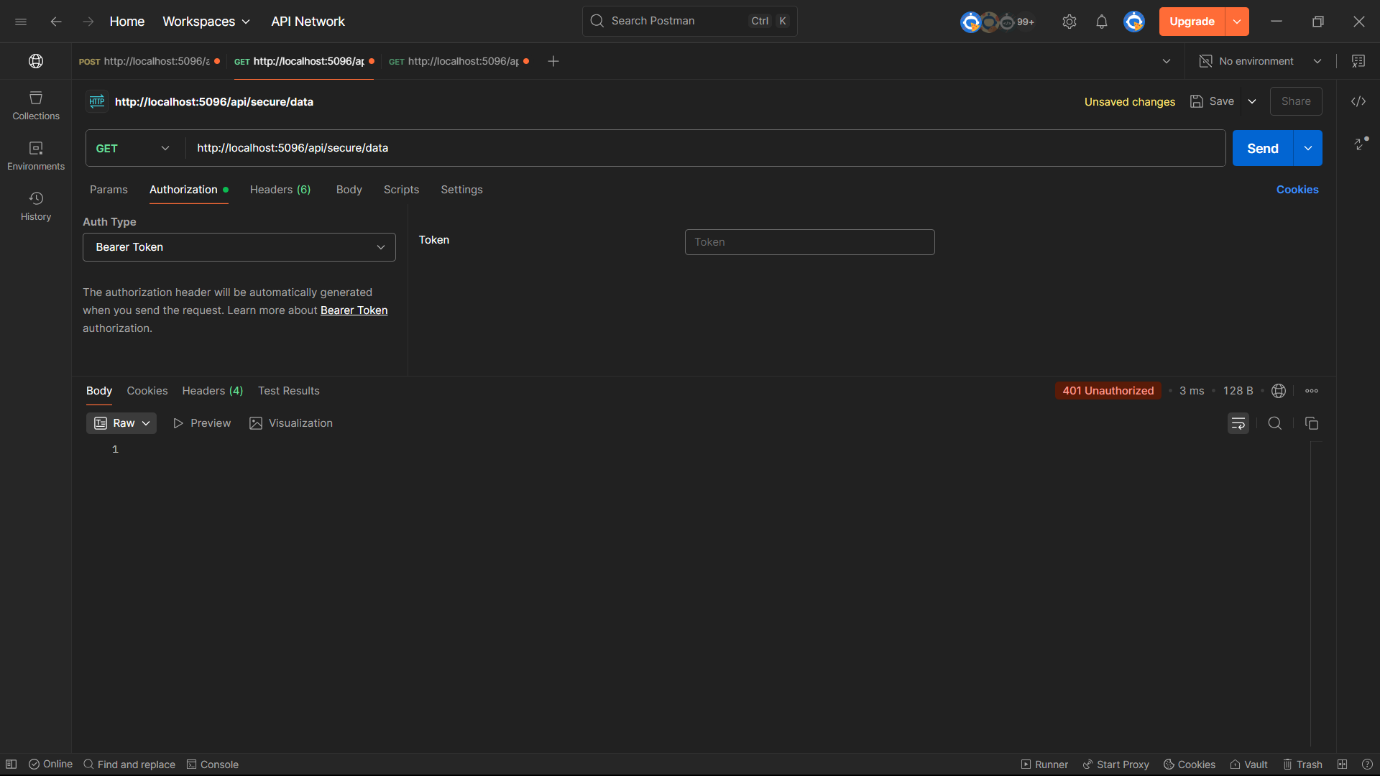 Home Workspaces API Network Search Postman Ctrl K 99+ Upgrade
POST http://localhost:5096/a GET http://localhost:5096/ap GET http://localhost:5096/ap No environment
HTTP http://localhost:5096/api/secure/data Unsaved changes Save Share
Collections
GET http://localhost:5096/api/secure/data Send
Environments
Params Authorization Headers (6) Body Scripts Settings Cookies
History
Auth Type
Bearer Token
Token Token
The authorization header will be automatically generated
when you send the request. Learn more about Bearer Token
authorization.
Body Cookies Headers (4) Test Results 401 Unauthorized • 3 ms • 128 B
Raw Preview Visualization
1
Online Find and replace Console Runner Start Proxy Cookies Vault Trash